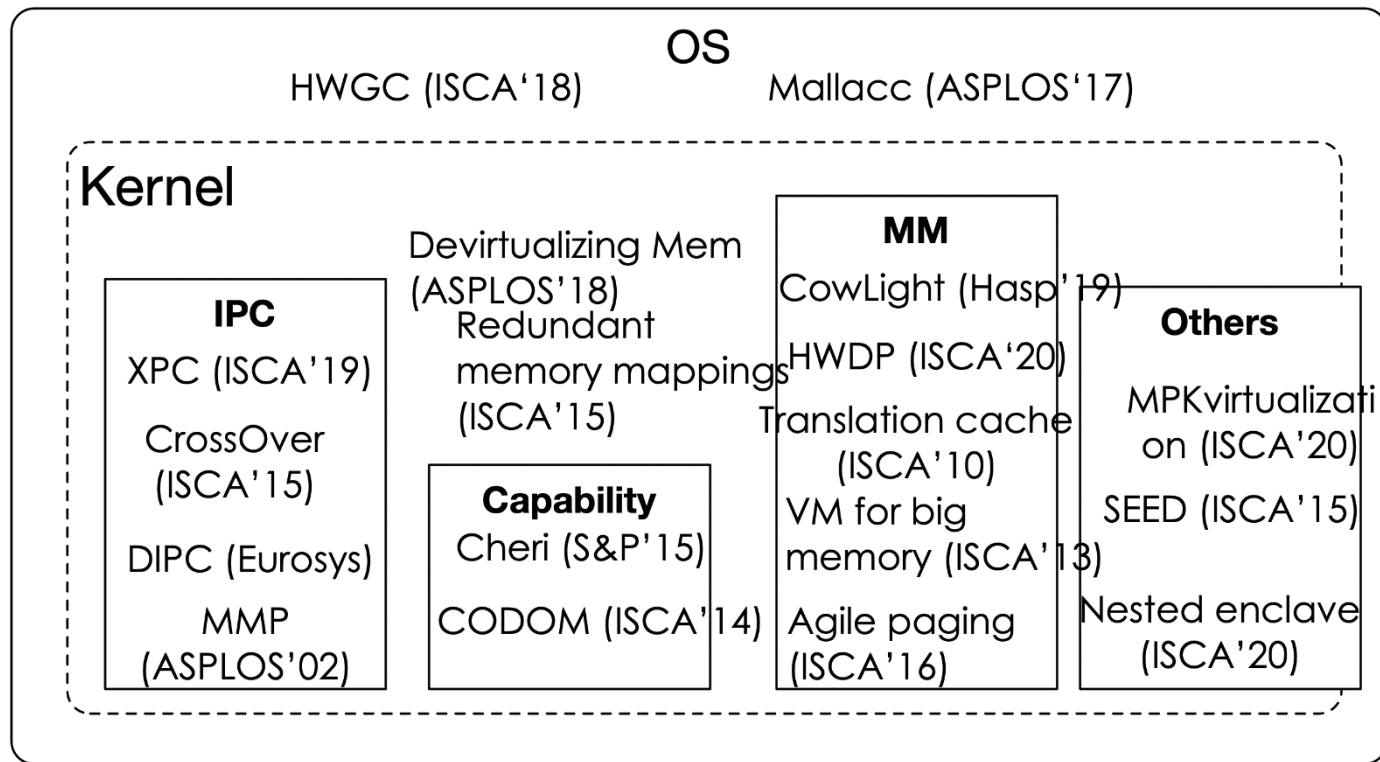 OS
HWGC (ISCA‘18)
Mallacc (ASPLOS‘17)
Kernel
IPC
XPC (ISCA’19)
CrossOver
(ISCA’15)
DIPC (Eurosys)
MMP
(ASPLOS’02)
Devirtualizing Mem
(ASPLOS’18)
Redundant
memory mappings
(ISCA’15)
Capability
Cheri (S&P’15)
CODOM (ISCA’14)
MM
CowLight (Hasp’19)
HWDP (ISCA‘20)
Translation cache
(ISCA’10)
VM for big
memory (ISCA’13)
Agile paging
(ISCA’16)
Others
MPKvirtualizati
on (ISCA’20)
SEED (ISCA’15)
Nested enclave
(ISCA’20)